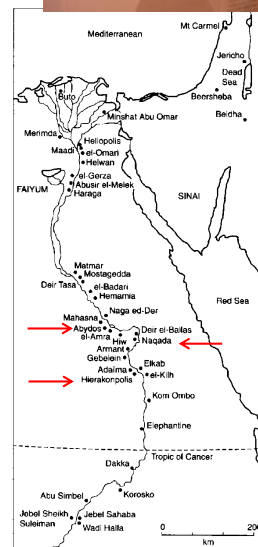 Mt Carmel
Mediterranean
Jericho
Dead
Sea
Buto
Beersheba
Minshat Abu Omar
Beidha
Merimda
Heliopolis
Maadi
el-Omari
Helwan
el-Gerza
SINAI
FAIYUM
Abusir el-Melek
Haraga
Matmar
Mostagedda
Deir Tasa
el-Badari
Hemamia
Red Sea
Naga ed-Der
Mahasna
Abydos
Deir el-Ballas
el-Amra
Hiw
Naqada
Armant
Gebelein
Elkab
Adaima
el-Kilh
Hierakonpolis
Kom Ombo
Elephantine
Tropic of Cancer
Dakka
Korosko
Abu Simbel
Jebel Sheikh
Suleiman
Jebel Sahaba
Wadi Halfa
0
200
km